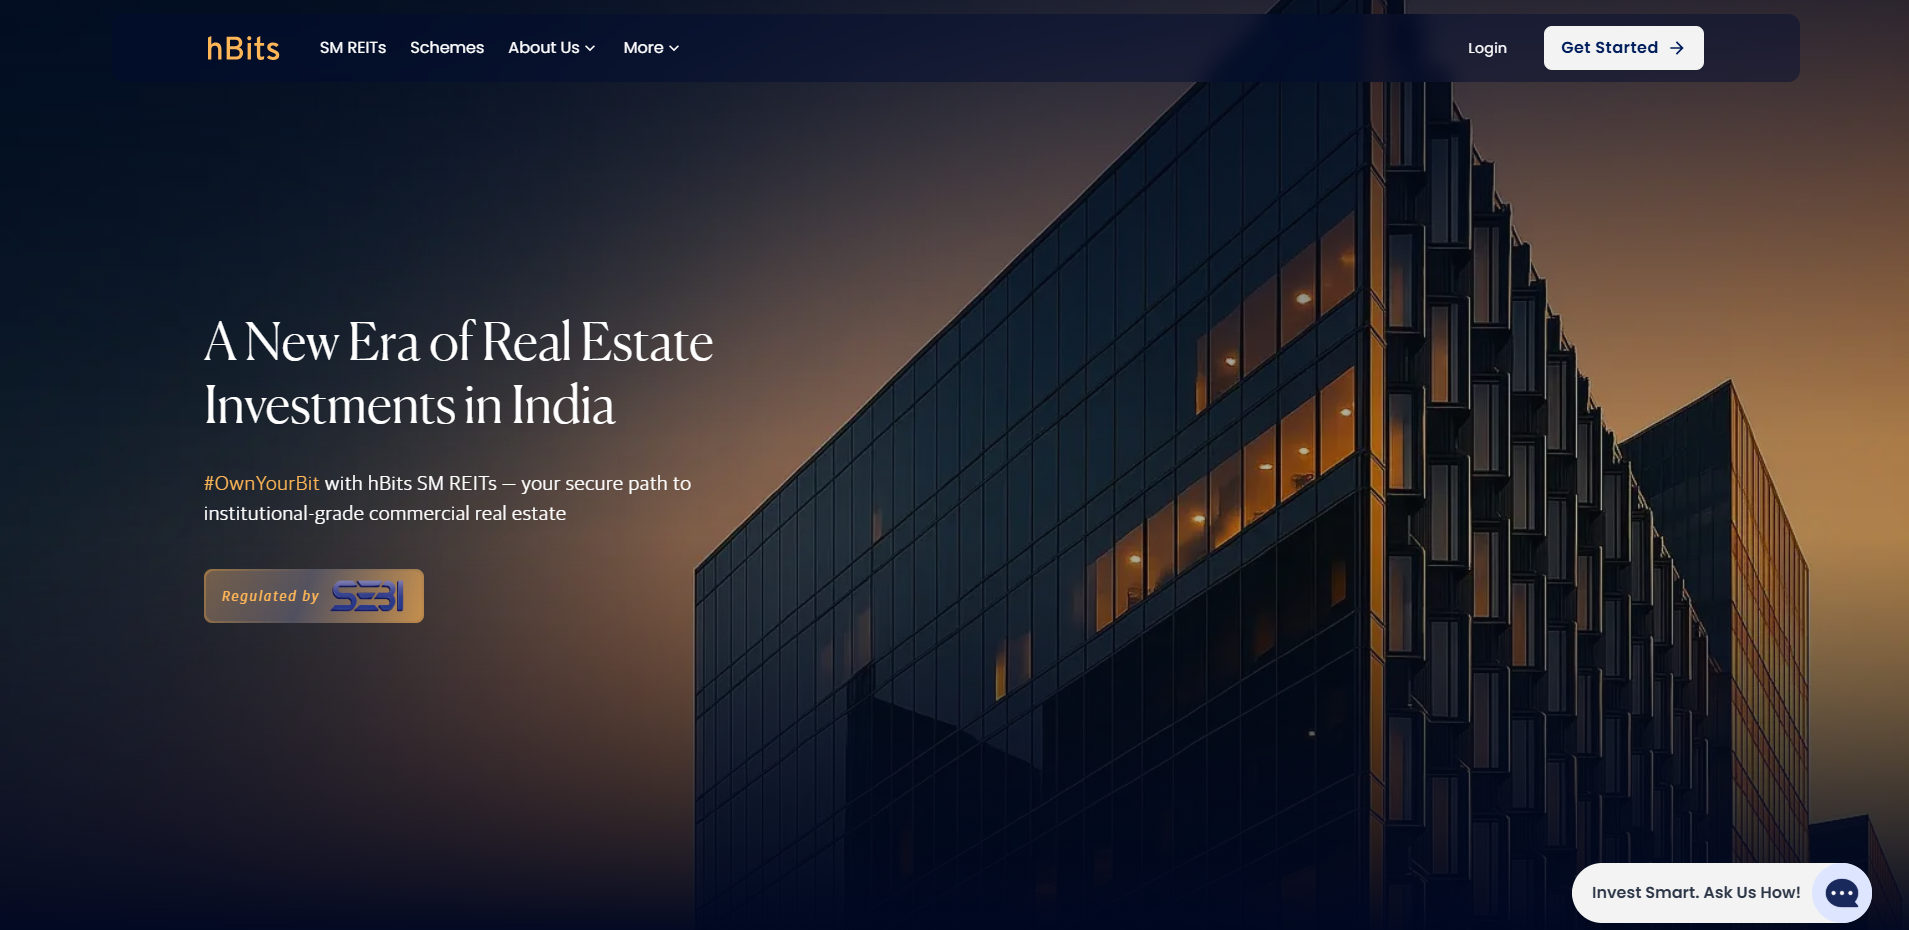 hBits
SM REITs
Schemes
About Us
More
Login
Get Started
A New Era of Real Estate
Investments in India
#OwnYourBit with hBits SM REITs — your secure path to
institutional-grade commercial real estate
Regulated by SEBI
Invest Smart. Ask Us How!